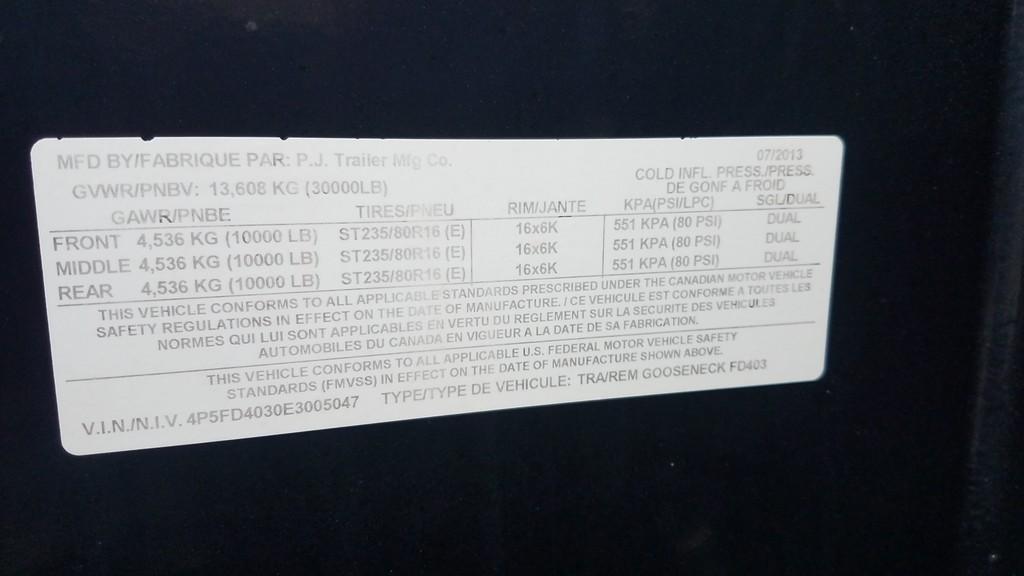 MFD BY/FABRIQUE PAR: P.J. Trailer Mfg Co.
07/2013
GVWR/PNBV: 13,608 KG (30000LB)
COLD INFL. PRESS./PRESS.
DE GONF A FROID
GAWR/PNBE TIRES/PNEU RIM/JANTE KPA(PSI/LPC) SGL/DUAL
FRONT 4,536 KG (10000 LB) ST235/80R16 (E) 16x6K 551 KPA (80 PSI) DUAL
MIDDLE 4,536 KG (10000 LB) ST235/80R16 (E) 16x6K 551 KPA (80 PSI) DUAL
REAR 4,536 KG (10000 LB) ST235/80R16 (E) 16x6K 551 KPA (80 PSI) DUAL
THIS VEHICLE CONFORMS TO ALL APPLICABLE STANDARDS PRESCRIBED UNDER THE CANADIAN MOTOR VEHICLE
SAFETY REGULATIONS IN EFFECT ON THE DATE OF MANUFACTURE. / CE VEHICULE EST CONFORME A TOUTES LES
NORMES QUI LUI SONT APPLICABLES EN VERTU DU REGLEMENT SUR LA SECURITE DES VEHICULES
AUTOMOBILES DU CANADA EN VIGUEUR A LA DATE DE SA FABRICATION.
THIS VEHICLE CONFORMS TO ALL APPLICABLE U.S. FEDERAL MOTOR VEHICLE SAFETY
STANDARDS (FMVSS) IN EFFECT ON THE DATE OF MANUFACTURE SHOWN ABOVE.
V.I.N./N.I.V. 4P5FD4030E3005047 TYPE/TYPE DE VEHICULE: TRA/REM GOOSENECK FD403